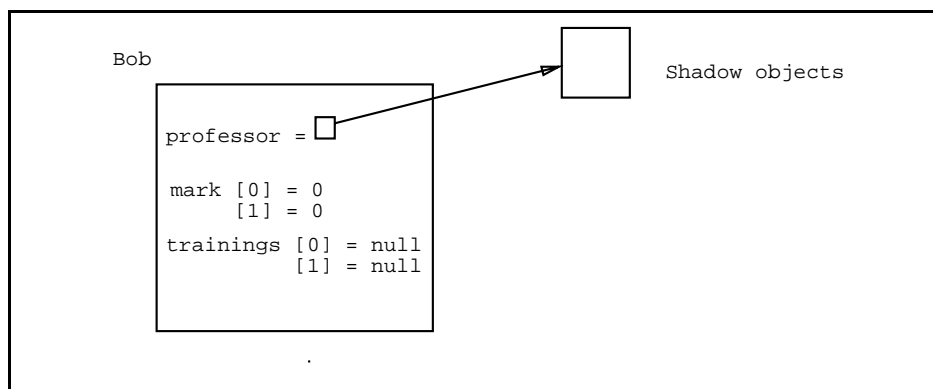 Bob
Shadow objects
professor =
mark [0] = 0
[1] = 0
trainings [0] = null
[1] = null
.